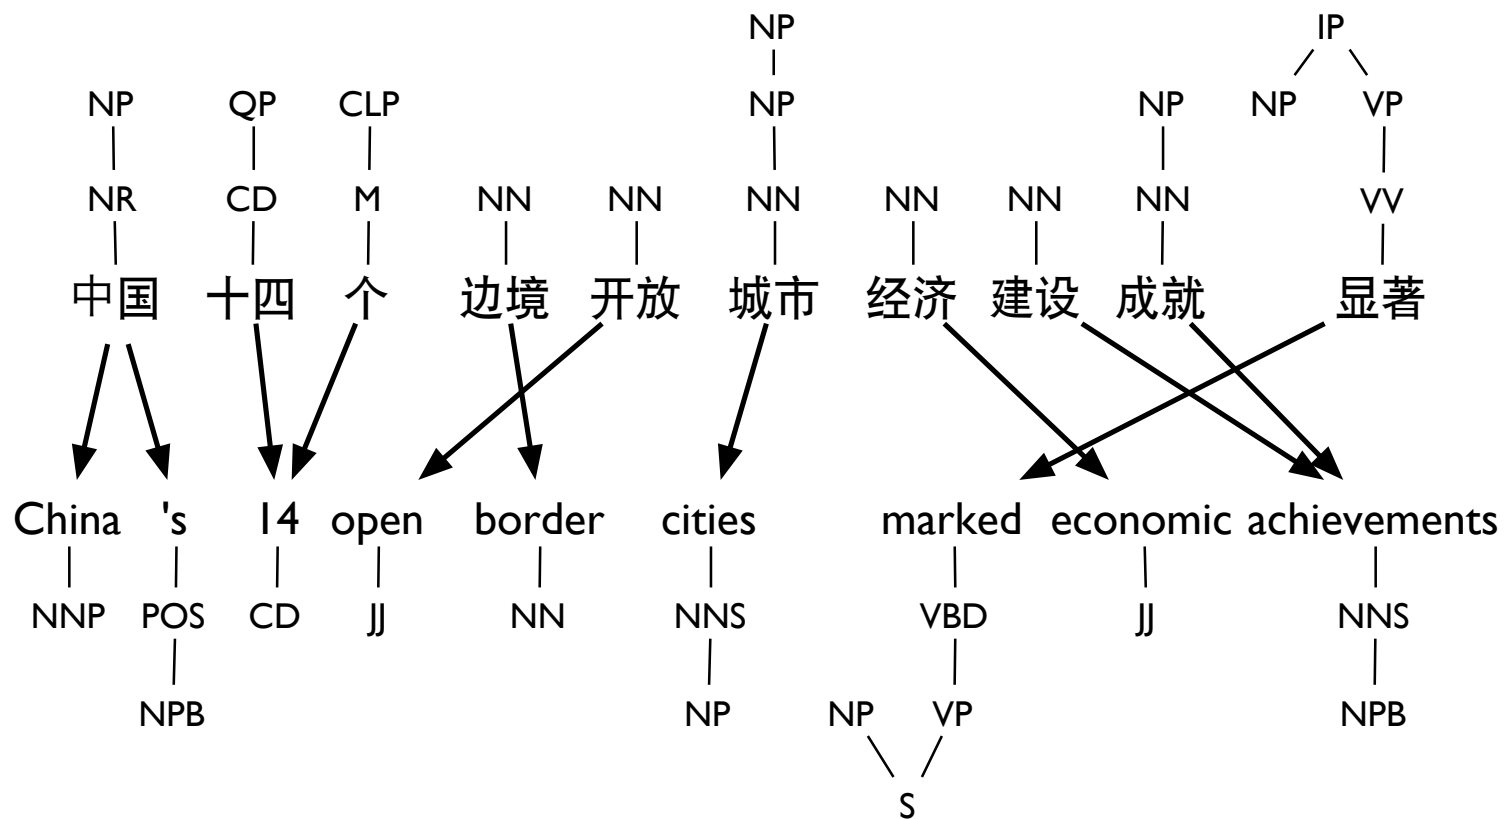 NP IP
NP QP CLP NP NP NP VP
NR CD M NN NN NN NN NN NN VV
中国 十四 个 边境 开放 城市 经济 建设 成就 显著
China 's 14 open border cities marked economic achievements
NNP POS CD JJ NN NNS VBD JJ NNS
NPB NP NP VP NPB
S